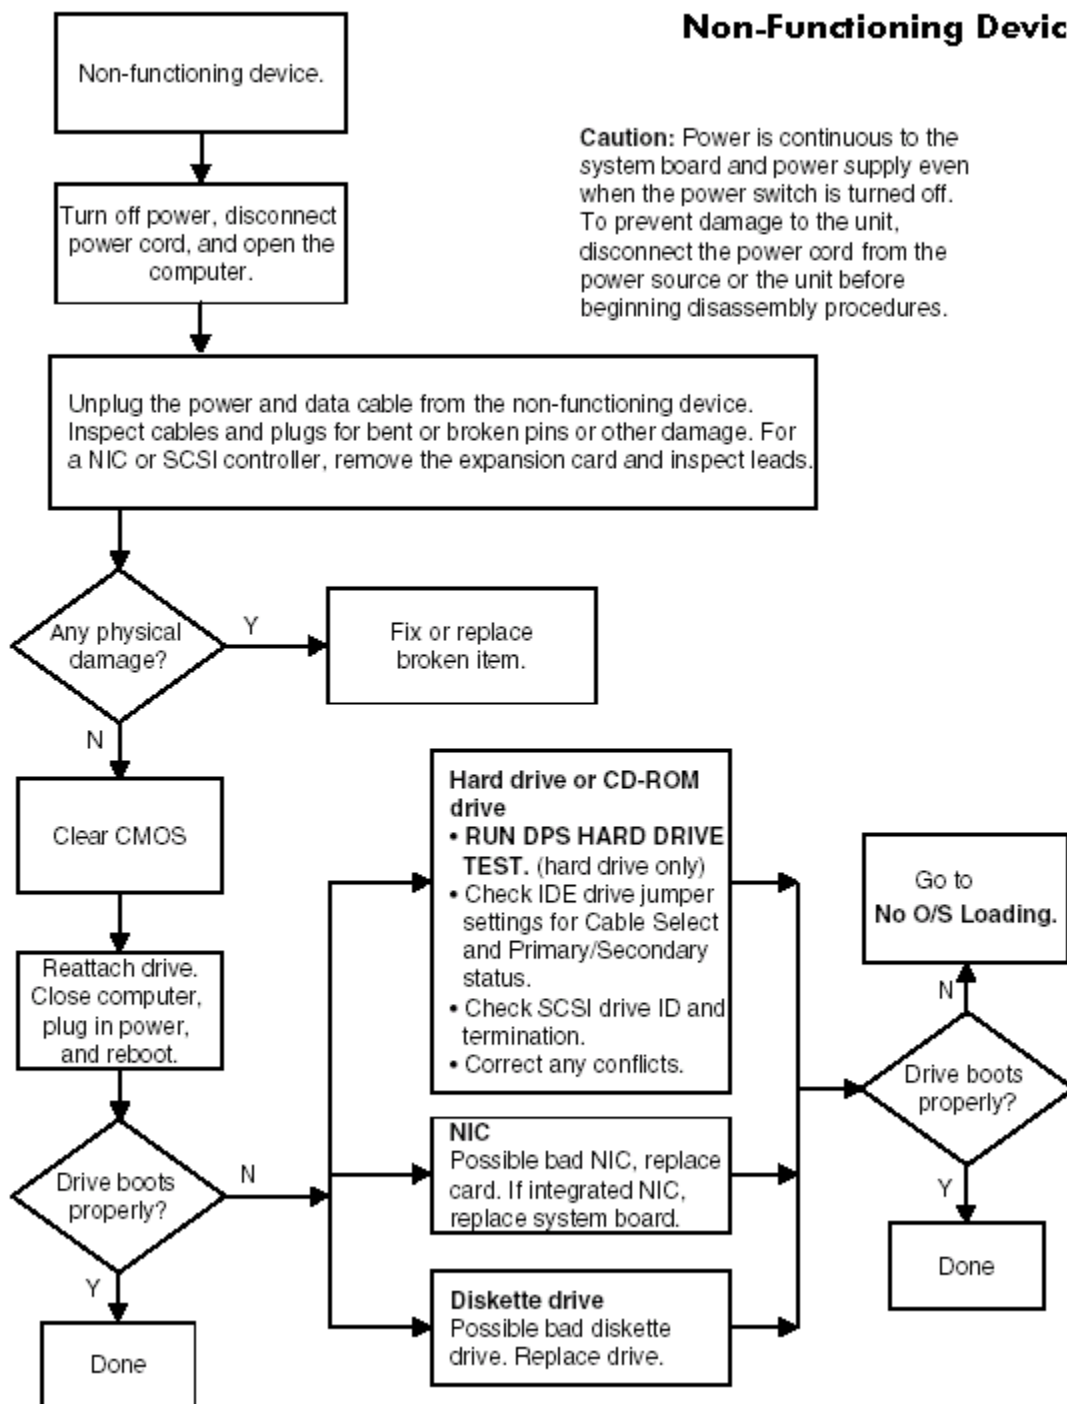 Non-Functioning Devic
Non-functioning device.
Caution: Power is continuous to the
system board and power supply even
when the power switch is turned off.
To prevent damage to the unit,
disconnect the power cord from the
power source or the unit before
beginning disassembly procedures.
Turn off power, disconnect
power cord, and open the
computer.
Unplug the power and data cable from the non-functioning device.
Inspect cables and plugs for bent or broken pins or other damage. For
a NIC or SCSI controller, remove the expansion card and inspect leads.
Any physical
damage?
Y
Fix or replace
broken item.
N
Clear CMOS
Reattach drive.
Close computer,
plug in power,
and reboot.
Drive boots
properly?
N
Y
Done
Hard drive or CD-ROM
drive
• RUN DPS HARD DRIVE
TEST. (hard drive only)
• Check IDE drive jumper
settings for Cable Select
and Primary/Secondary
status.
• Check SCSI drive ID and
termination.
• Correct any conflicts.
NIC
Possible bad NIC, replace
card. If integrated NIC,
replace system board.
Diskette drive
Possible bad diskette
drive. Replace drive.
Go to
No O/S Loading.
N
Drive boots
properly?
Y
Done